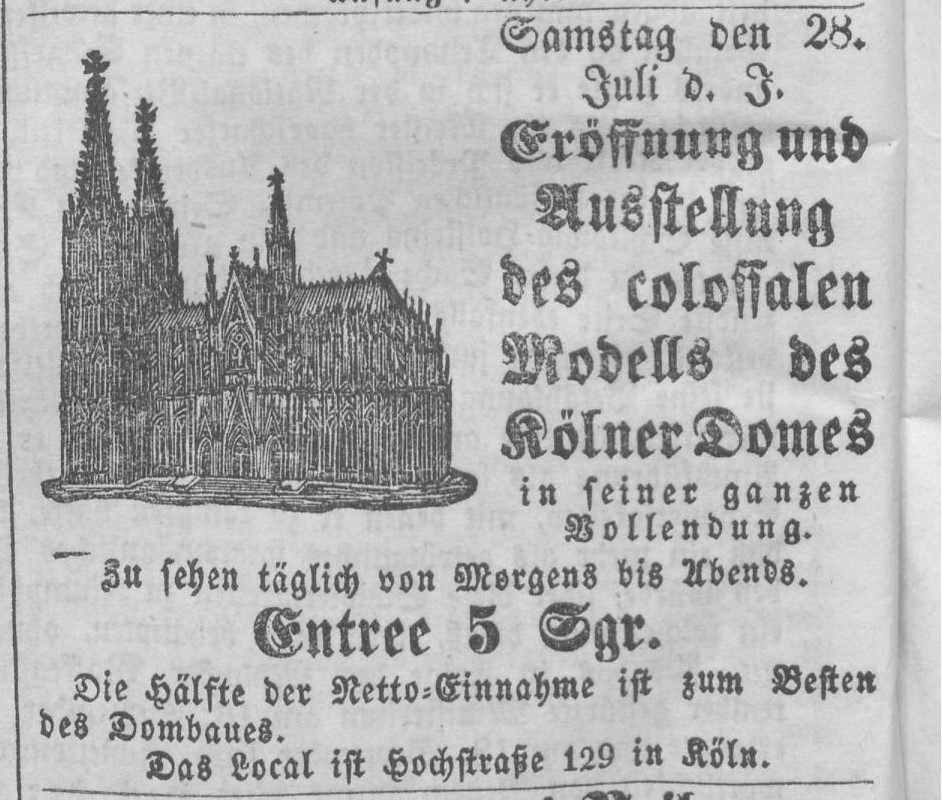 Samstag den 28.
Juli d. J.
Eröffnung und
Ausstellung
des colossalen
Modells des
Kölner Domes
in seiner ganzen
Vollendung.
Zu sehen täglich von Morgens bis Abends.
Entree 5 Sgr.
Die Hälfte der Netto-Einnahme ist zum Besten
des Dombaues.
Das Local ist Hochstraße 129 in Köln.